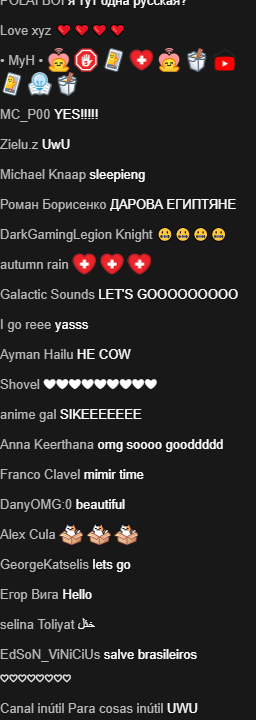 я тут одна русская?
Love xyz ♥♥♥♥
• MyH •
MC_P00 YES!!!!!
Zielu.z UwU
Michael Knaap sleepieng
Роман Борисенко ДАРОВА ЕГИПТЯНЕ
DarkGamingLegion Knight 😬😬😬😬
autumn rain
Galactic Sounds LET'S GOOOOOOOOO
I go reee yasss
Ayman Hailu HE COW
Shovel 🤍🤍🤍🤍🤍🤍🤍🤍🤍
anime gal SIKEEEEEEE
Anna Keerthana omg soooo gooddddd
Franco Clavel mimir time
DanyOMG:0 beautiful
Alex Cula
GeorgeKatselis lets go
Егор Вига Hello
selina Toliyat
EdSoN_ViNiCiUs salve brasileiros
♡♡♡♡♡♡♡♡
Canal inútil Para cosas inútil UWU